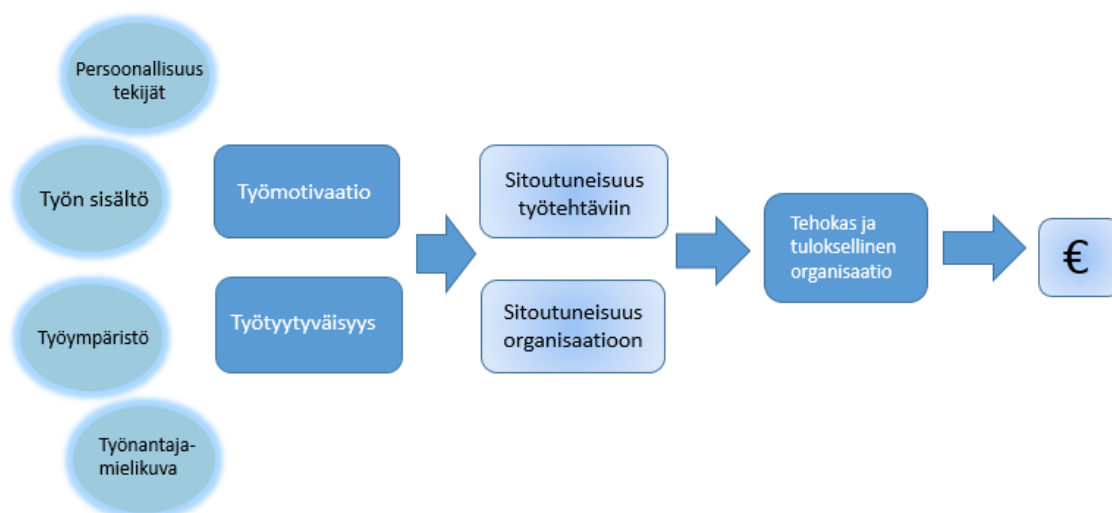 Persoonallisuus
tekijät
Työn sisältö
Työympäristö
Työnantaja-
mielikuva
Työmotivaatio
Työtyytyväisyys
Sitoutuneisuus
työtehtäviin
Sitoutuneisuus
organisaatioon
Tehokas ja
tuloksellinen
organisaatio
€